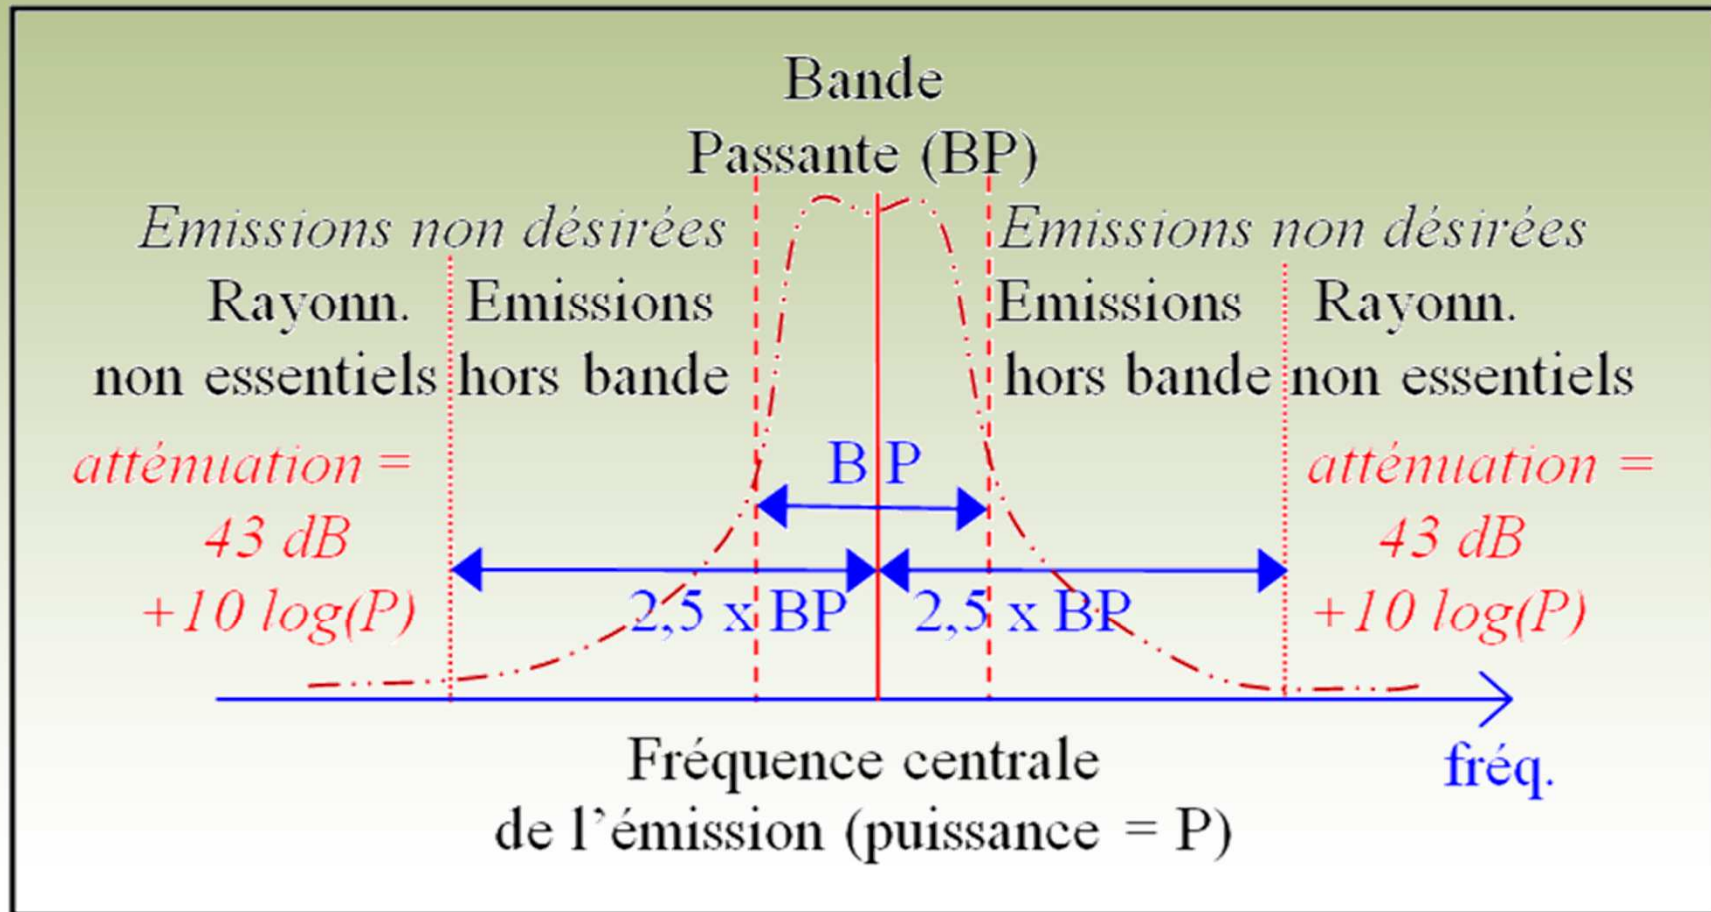 Bande
Passante (BP)
Emissions non désirées
Rayonn.
non essentiels
Emissions
hors bande
Emissions non désirées
Emissions
hors bande
Rayonn.
non essentiels
atténuation =
43 dB
+10 log(P)
BP
2,5 x BP
2,5 x BP
atténuation =
43 dB
+10 log(P)
fréq.
Fréquence centrale
de l’émission (puissance = P)